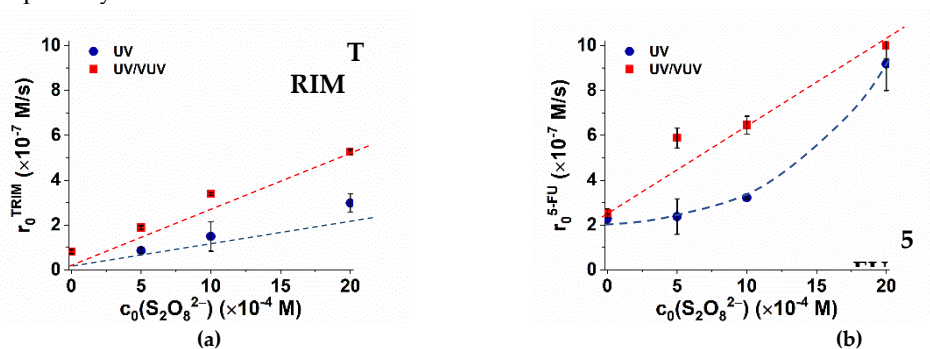 10
8
6
4
2
0
r₀ᵀᴿᴵᴹ (×10⁻⁷ M/s)
UV
UV/VUV
T
RIM
0 5 10 15 20
c₀(S₂O₈²⁻) (×10⁻⁴ M)
(a)
10
8
6
4
2
0
r₀⁵⁻ᶠᵁ (×10⁻⁷ M/s)
UV
UV/VUV
5
0 5 10 15 20
c₀(S₂O₈²⁻) (×10⁻⁴ M)
(b)